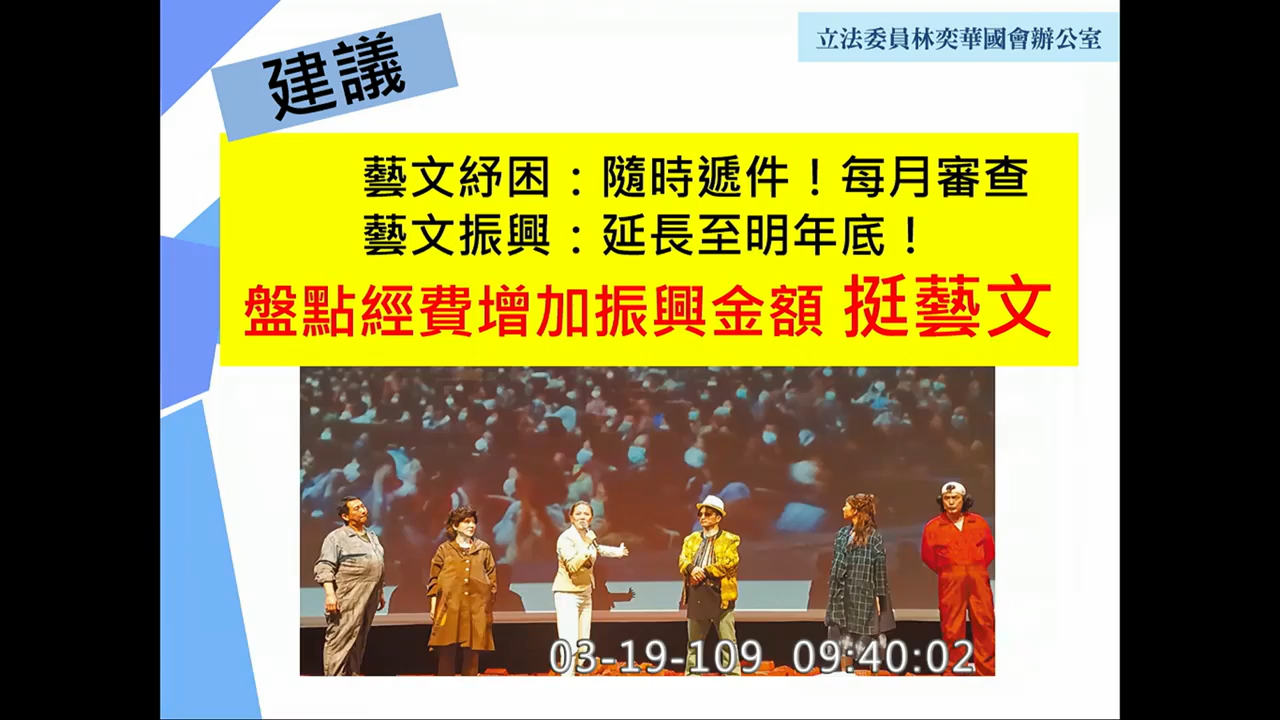 立法委員林奕華國會辦公室
建議
藝文紓困：隨時遞件！每月審查
藝文振興：延長至明年底！
盤點經費增加振興金額 挺藝文
03-19-109 09:40:02